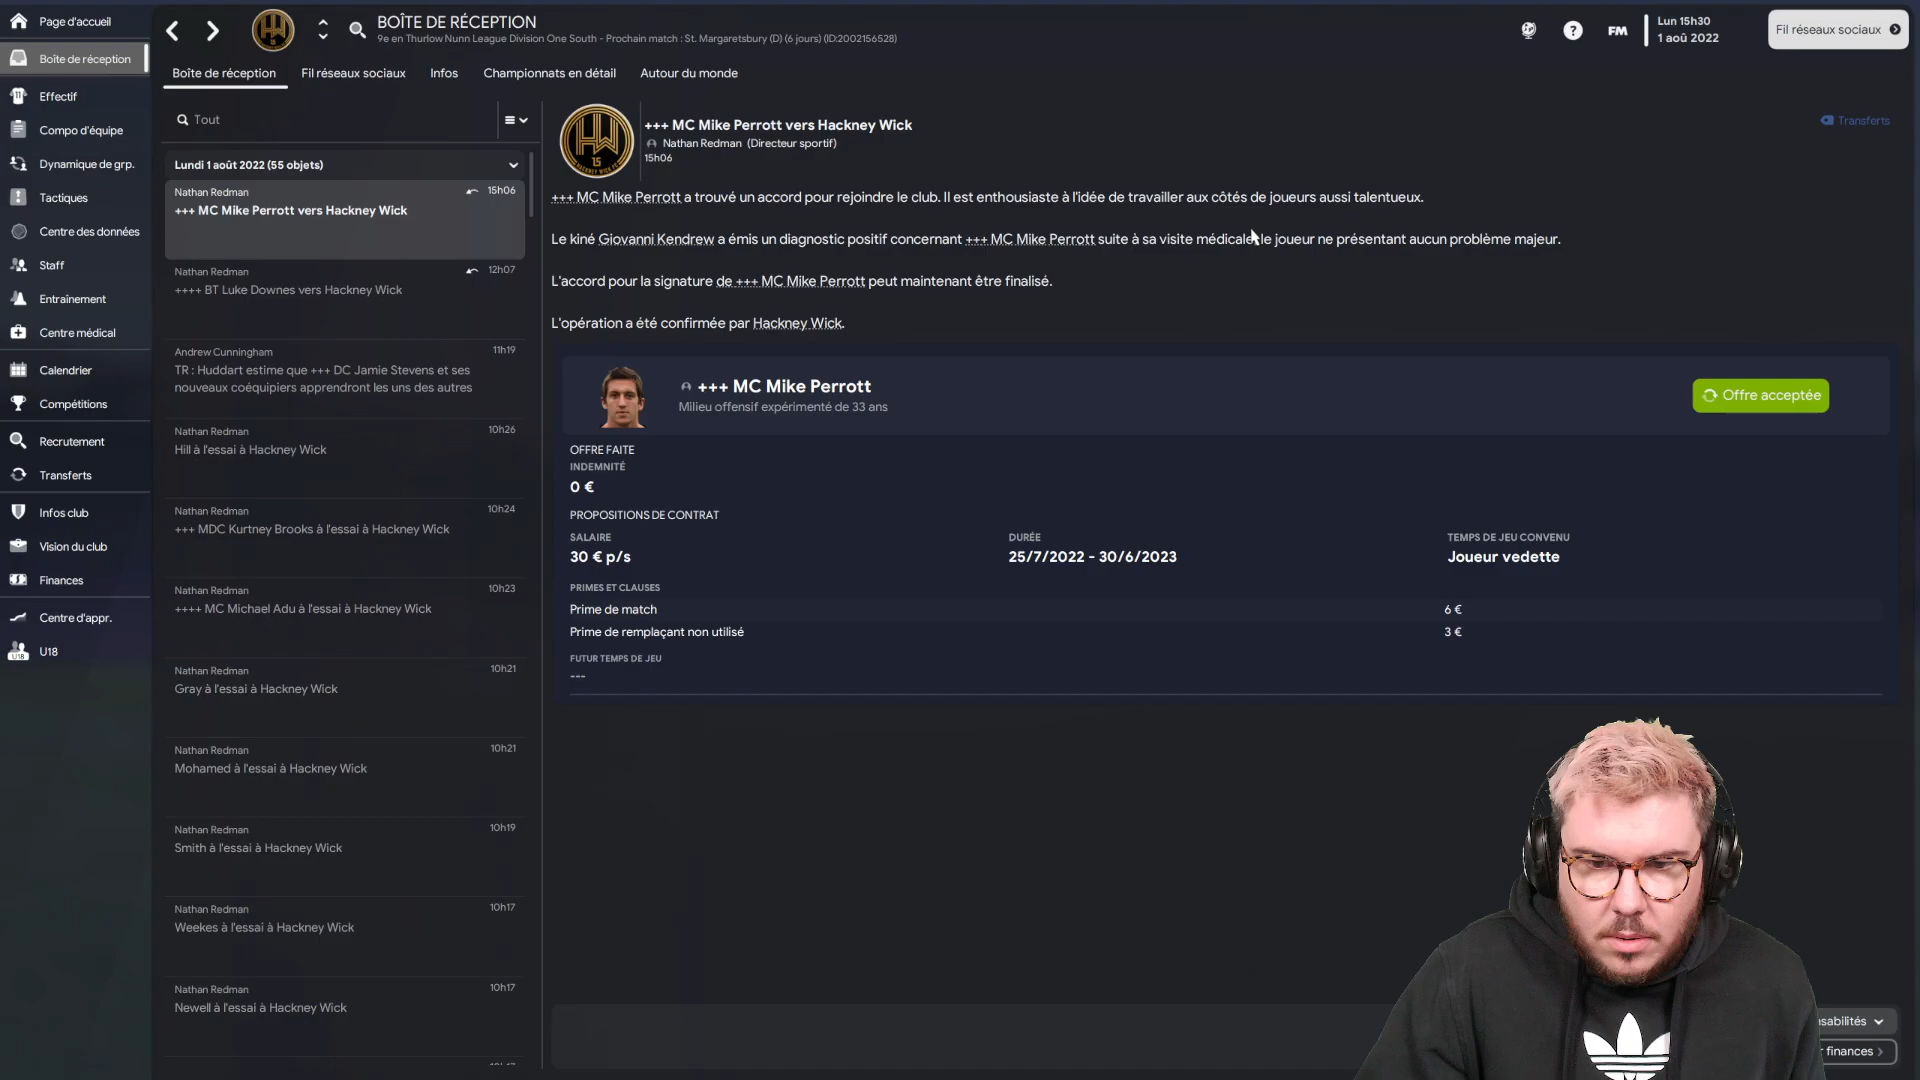 Page d'accueil
Boîte de réception
Effectif
Compo d'équipe
Dynamique de grp.
Tactiques
Centre des données
Staff
Entraînement
Centre médical
Calendrier
Compétitions
Recrutement
Transferts
Infos club
Vision du club
Finances
Centre d'appr.
U18
BOÎTE DE RÉCEPTION
9e en Thurlow Nunn League Division One South - Prochain match : St. Margaretsbury (D) (6 jours) (ID:2002156528)
FM
Lun 15h30
1 aoû 2022
Fil réseaux sociaux
Boîte de réception Fil réseaux sociaux Infos Championnats en détail Autour du monde
Tout
Lundi 1 août 2022 (55 objets)
Nathan Redman 15h06
+++ MC Mike Perrott vers Hackney Wick
Nathan Redman 12h07
++++ BT Luke Downes vers Hackney Wick
Andrew Cunningham 11h19
TR : Huddart estime que +++ DC Jamie Stevens et ses
nouveaux coéquipiers apprendront les uns des autres
Nathan Redman 10h26
Hill à l'essai à Hackney Wick
Nathan Redman 10h24
+++ MDC Kurtney Brooks à l'essai à Hackney Wick
Nathan Redman 10h23
++++ MC Michael Adu à l'essai à Hackney Wick
Nathan Redman 10h21
Gray à l'essai à Hackney Wick
Nathan Redman 10h21
Mohamed à l'essai à Hackney Wick
Nathan Redman 10h19
Smith à l'essai à Hackney Wick
Nathan Redman 10h17
Weekes à l'essai à Hackney Wick
Nathan Redman 10h17
Newell à l'essai à Hackney Wick
+++ MC Mike Perrott vers Hackney Wick
Nathan Redman (Directeur sportif)
15h06
Transferts
+++ MC Mike Perrott a trouvé un accord pour rejoindre le club. Il est enthousiaste à l'idée de travailler aux côtés de joueurs aussi talentueux.
Le kiné Giovanni Kendrew a émis un diagnostic positif concernant +++ MC Mike Perrott suite à sa visite médicale, le joueur ne présentant aucun problème majeur.
L'accord pour la signature de +++ MC Mike Perrott peut maintenant être finalisé.
L'opération a été confirmée par Hackney Wick.
+++ MC Mike Perrott
Milieu offensif expérimenté de 33 ans
Offre acceptée
OFFRE FAITE
INDEMNITÉ
0 €
PROPOSITIONS DE CONTRAT
SALAIRE DURÉE TEMPS DE JEU CONVENU
30 € p/s 25/7/2022 - 30/6/2023 Joueur vedette
PRIMES ET CLAUSES
Prime de match 6 €
Prime de remplaçant non utilisé 3 €
FUTUR TEMPS DE JEU
---
finances